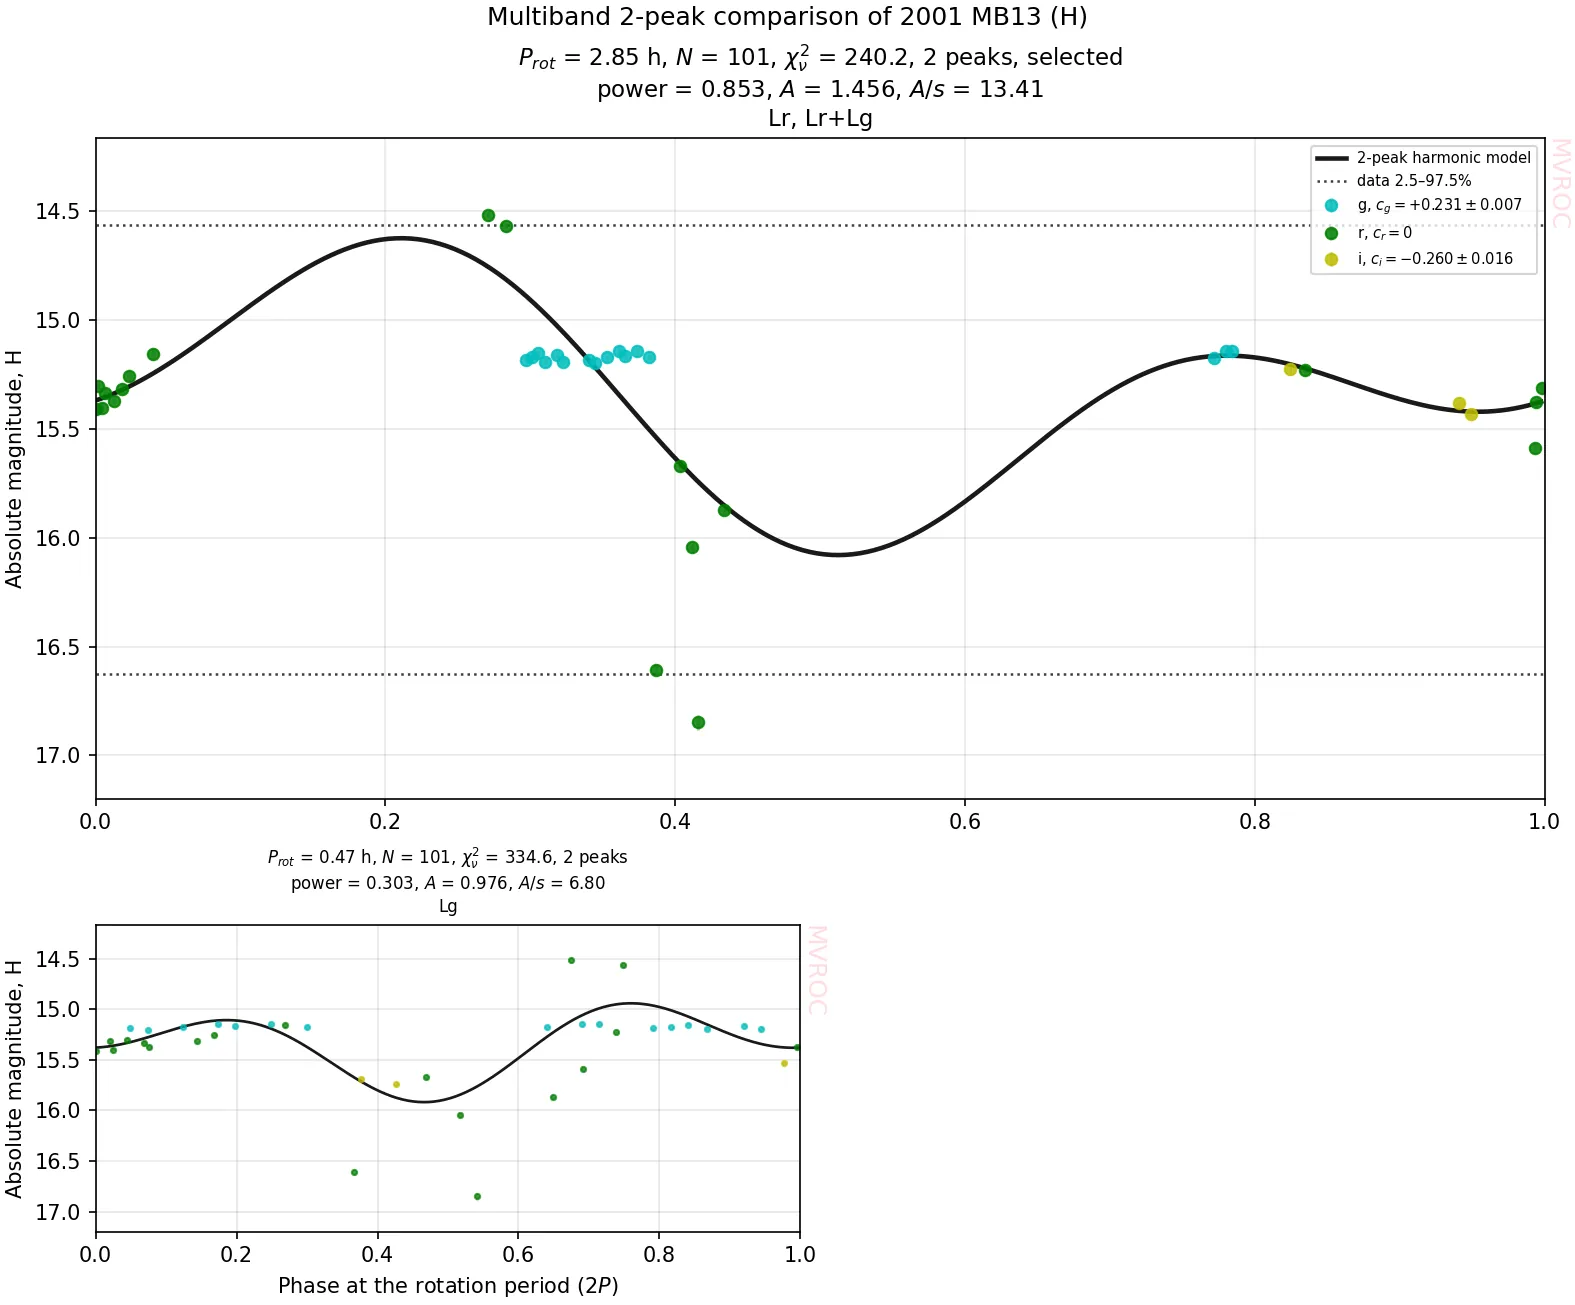 Multiband 2-peak comparison of 2001 MB13 (H)
P_rot = 2.85 h, N = 101, χ²_ν = 240.2, 2 peaks, selected
power = 0.853, A = 1.456, A/s = 13.41
Lr, Lr+Lg
2-peak harmonic model
data 2.5–97.5%
g, c_g = +0.231 ± 0.007
r, c_r = 0
i, c_i = −0.260 ± 0.016
MVROC
Absolute magnitude, H
14.5
15.0
15.5
16.0
16.5
17.0
0.0 0.2 0.4 0.6 0.8 1.0
P_rot = 0.47 h, N = 101, χ²_ν = 334.6, 2 peaks
power = 0.303, A = 0.976, A/s = 6.80
Lg
MVROC
Absolute magnitude, H
14.5
15.0
15.5
16.0
16.5
17.0
0.0 0.2 0.4 0.6 0.8 1.0
Phase at the rotation period (2P)